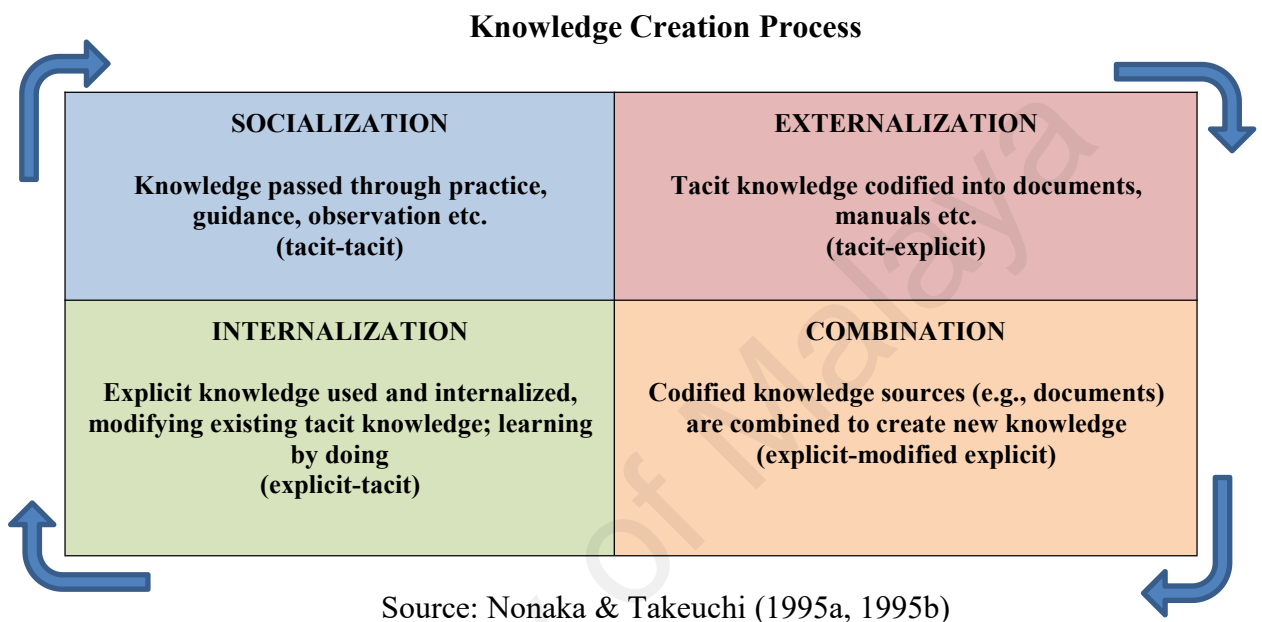 Knowledge Creation Process
SOCIALIZATION
Knowledge passed through practice,
guidance, observation etc.
(tacit-tacit)
EXTERNALIZATION
Tacit knowledge codified into documents,
manuals etc.
(tacit-explicit)
INTERNALIZATION
Explicit knowledge used and internalized,
modifying existing tacit knowledge; learning
by doing
(explicit-tacit)
COMBINATION
Codified knowledge sources (e.g., documents)
are combined to create new knowledge
(explicit-modified explicit)
Source: Nonaka & Takeuchi (1995a, 1995b)
of Malaya